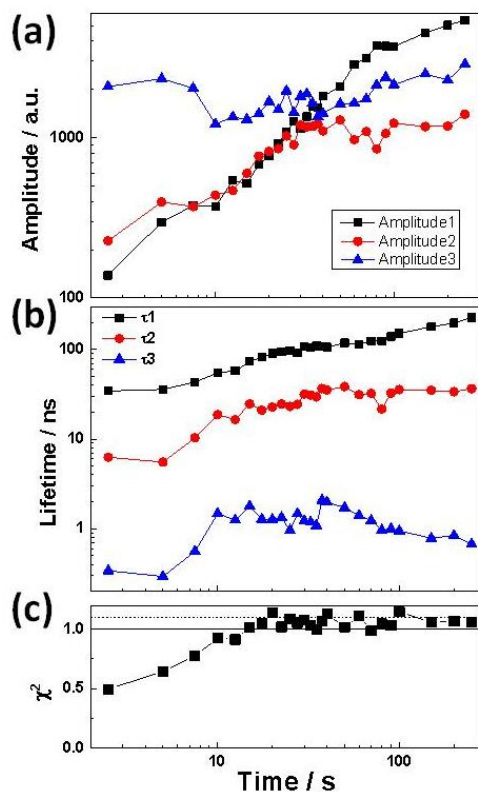 (a)
Amplitude / a.u.
1000
100
Amplitude1
Amplitude2
Amplitude3
(b)
τ1
τ2
τ3
Lifetime / ns
100
10
1
(c)
χ²
1.0
0.5
0.0
10
100
Time / s